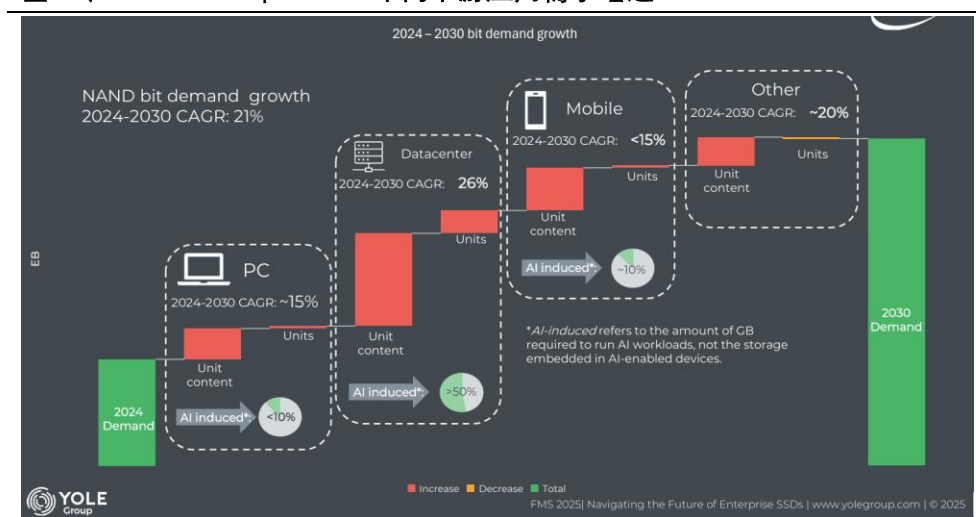 2024 – 2030 bit demand growth
NAND bit demand growth
2024-2030 CAGR: 21%
EB
2024
Demand
PC
2024-2030 CAGR: ~15%
Unit
content
Units
AI induced*:
<10%
Datacenter
2024-2030 CAGR: 26%
Unit
content
Units
AI induced*:
>50%
Mobile
2024-2030 CAGR: <15%
Unit
content
Units
AI induced*:
~10%
Other
2024-2030 CAGR: ~20%
Unit
content
Units
2030
Demand
*AI-induced refers to the amount of GB
required to run AI workloads, not the storage
embedded in AI-enabled devices.
Increase Decrease Total
YOLE
Group
FMS 2025| Navigating the Future of Enterprise SSDs | www.yolegroup.com | © 2025